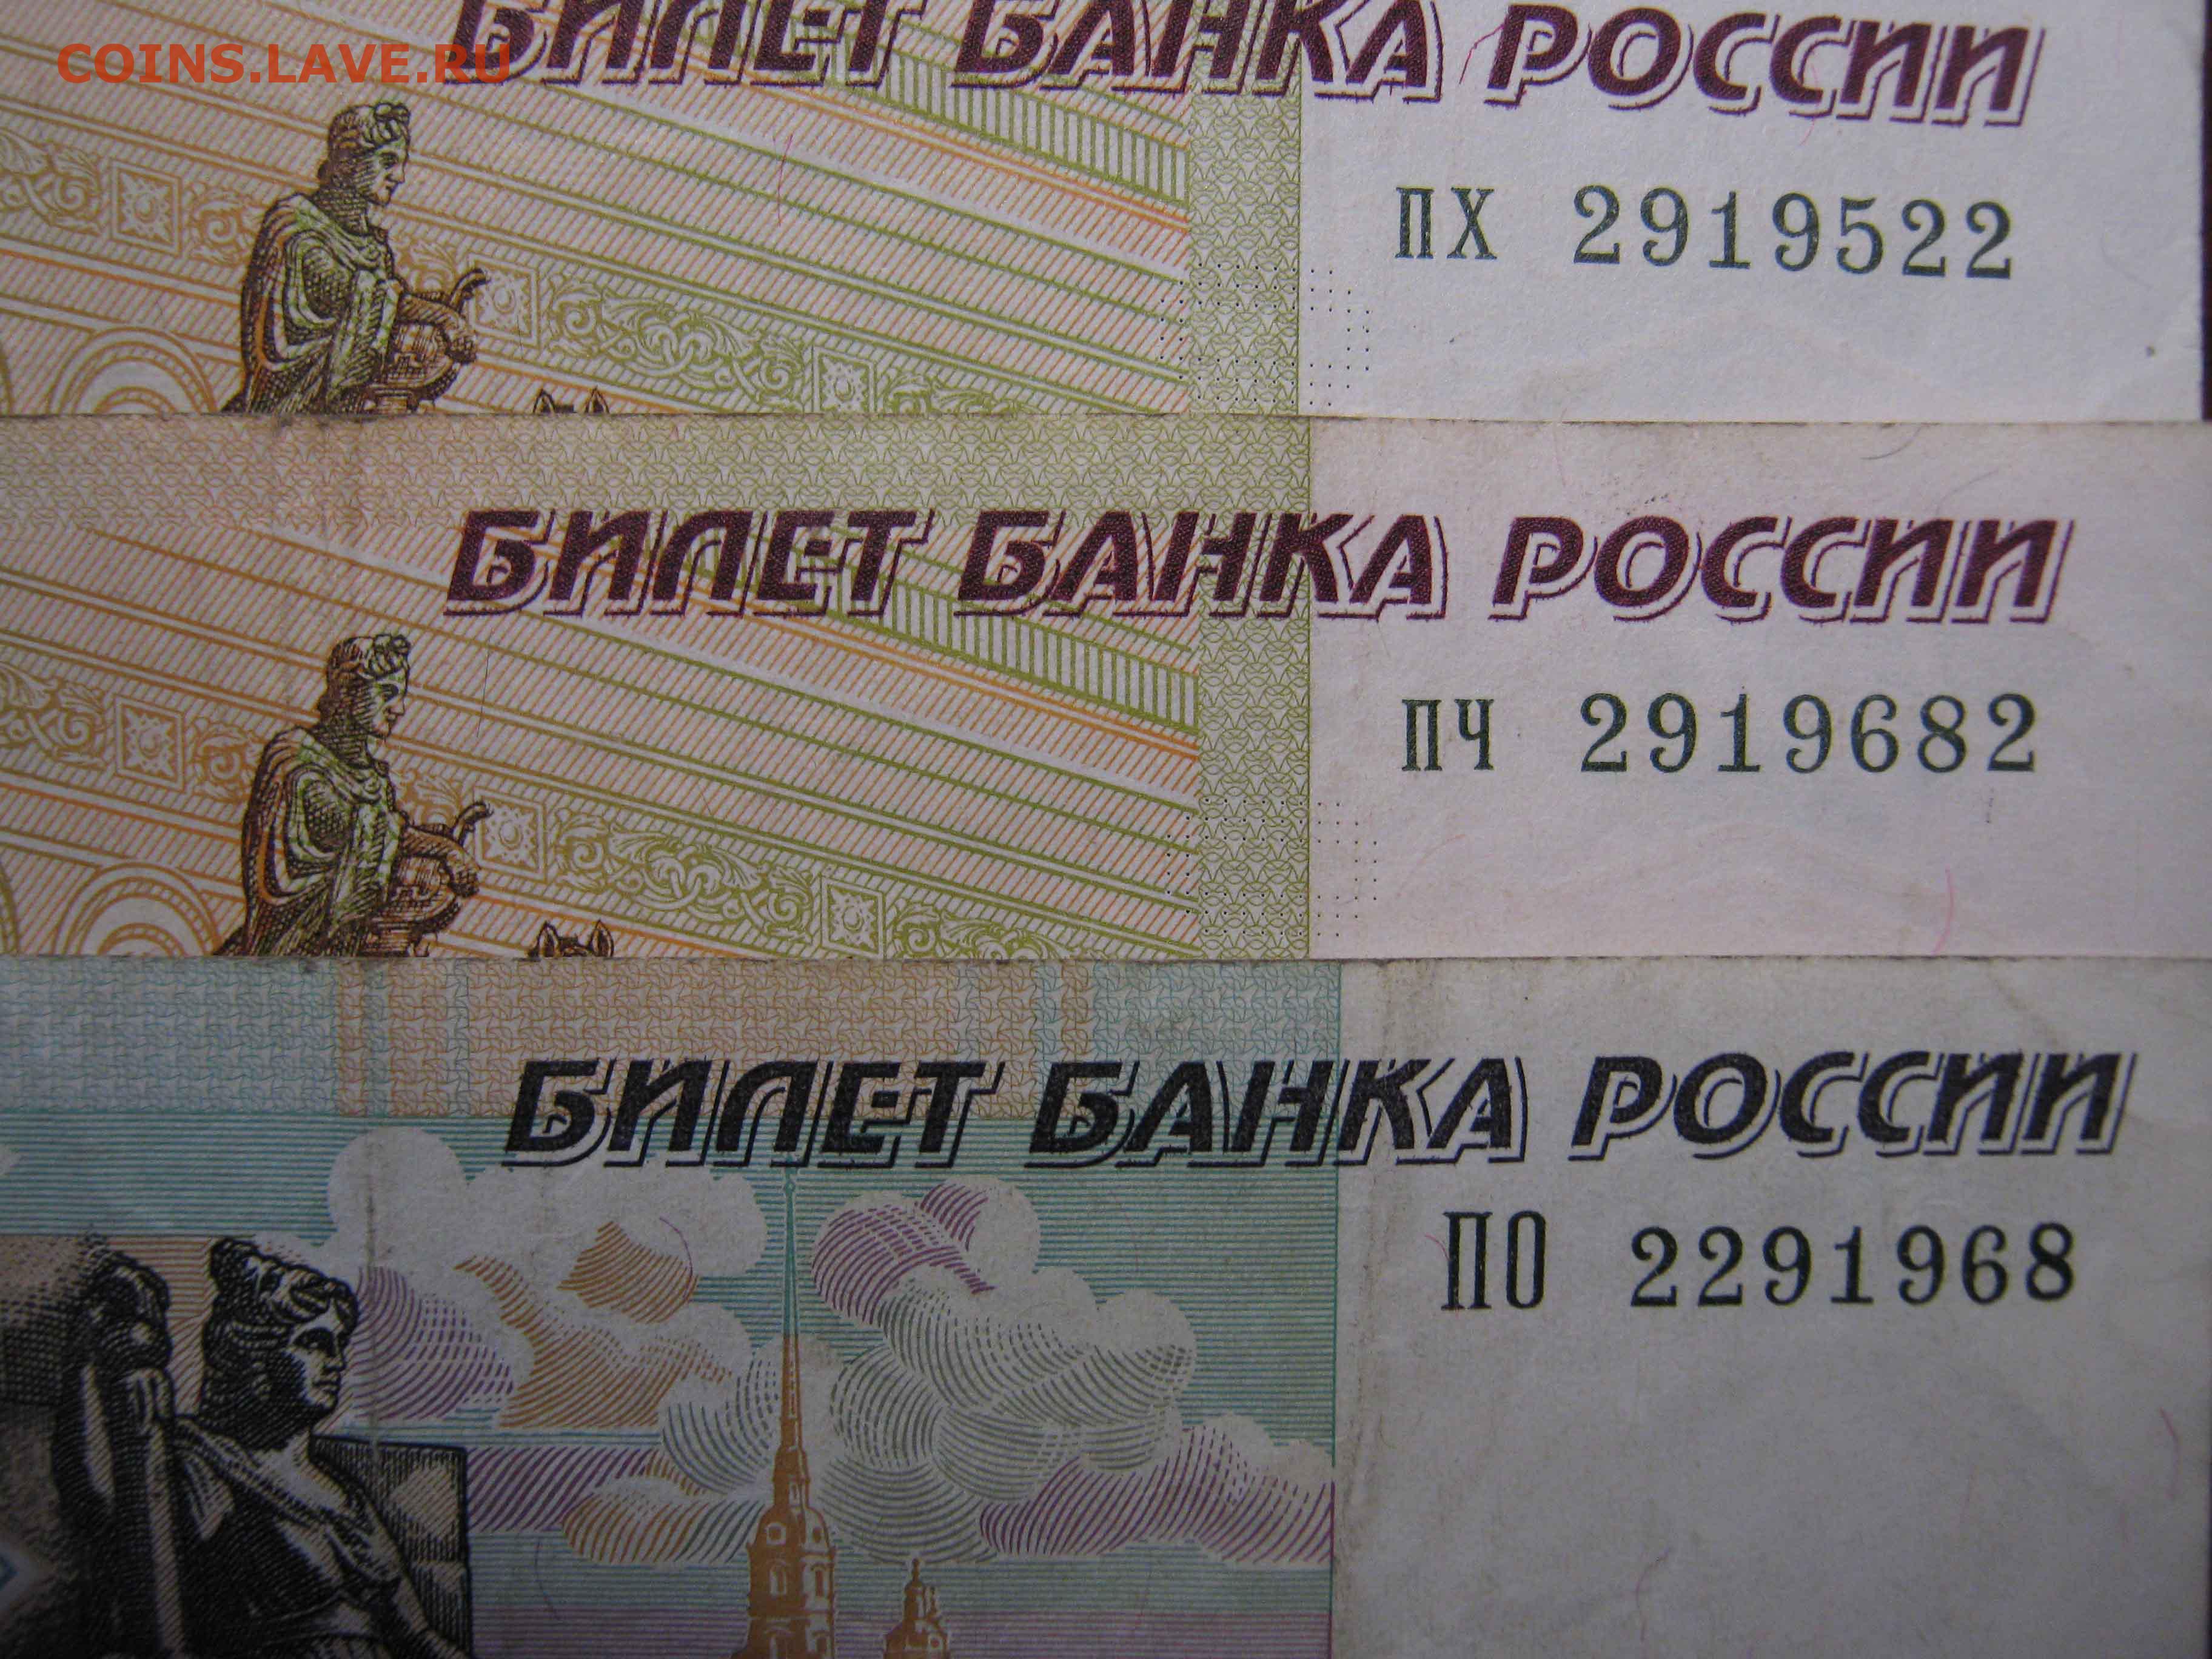 COINS.LAVE.RU
БИЛЕТ БАНКА РОССИИ
ПХ 2919522
БИЛЕТ БАНКА РОССИИ
ПЧ 2919682
БИЛЕТ БАНКА РОССИИ
ПО 2291968